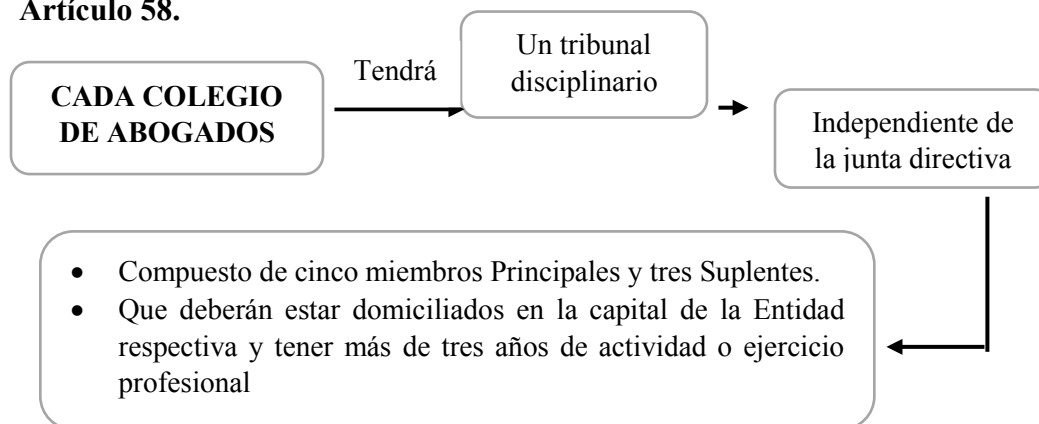 Artículo 58.
CADA COLEGIO
DE ABOGADOS
Tendrá
Un tribunal
disciplinario
Independiente de
la junta directiva
• Compuesto de cinco miembros Principales y tres Suplentes.
• Que deberán estar domiciliados en la capital de la Entidad
respectiva y tener más de tres años de actividad o ejercicio
profesional